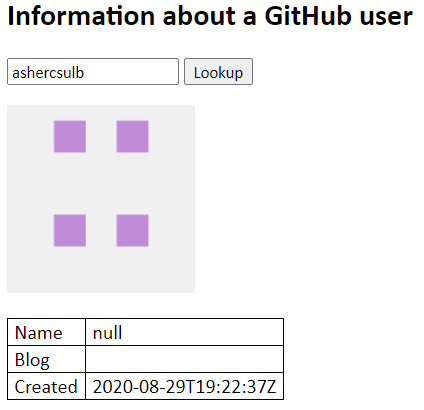 Information about a GitHub user
ashercsulb Lookup
Name null
Blog
Created 2020-08-29T19:22:37Z